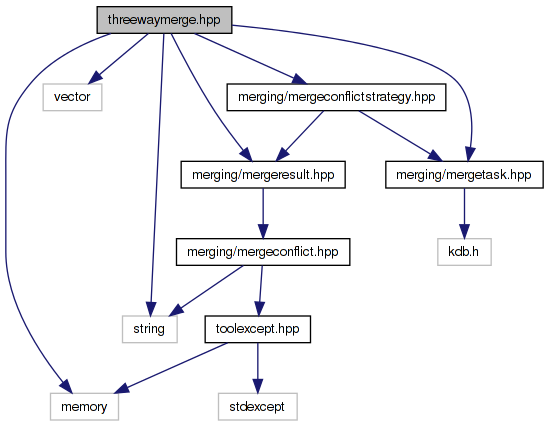 threewaymerge.hpp
vector
merging/mergeconflictstrategy.hpp
merging/mergeresult.hpp
merging/mergetask.hpp
merging/mergeconflict.hpp
kdb.h
string
toolexcept.hpp
memory
stdexcept